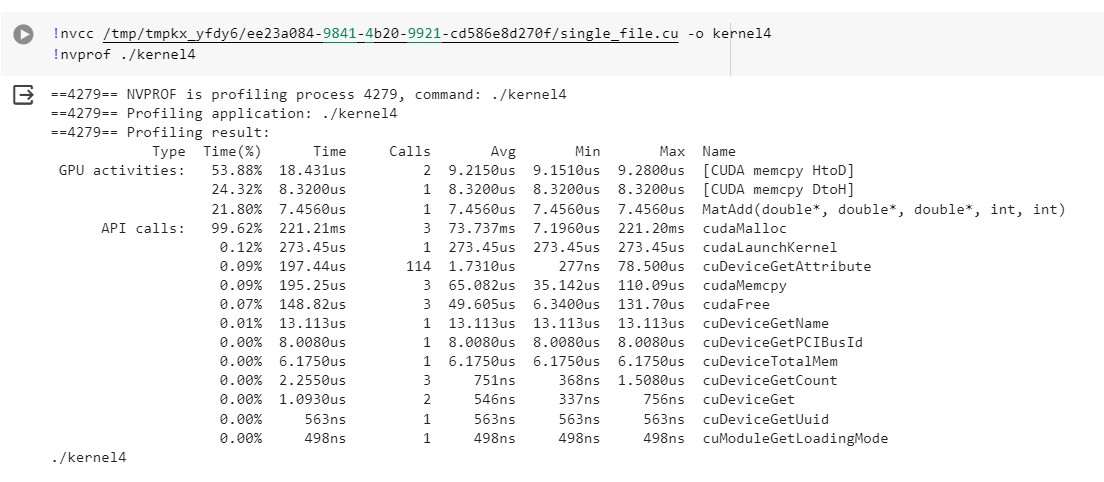 !nvcc /tmp/tmpkx_yfdy6/ee23a084-9841-4b20-9921-cd586e8d270f/single_file.cu -o kernel4
!nvprof ./kernel4
==4279== NVPROF is profiling process 4279, command: ./kernel4
==4279== Profiling application: ./kernel4
==4279== Profiling result:
Type Time(%) Time Calls Avg Min Max Name
GPU activities: 53.88% 18.431us 2 9.2150us 9.1510us 9.2800us [CUDA memcpy HtoD]
24.32% 8.3200us 1 8.3200us 8.3200us 8.3200us [CUDA memcpy DtoH]
21.80% 7.4560us 1 7.4560us 7.4560us 7.4560us MatAdd(double*, double*, double*, int, int)
API calls: 99.62% 221.21ms 3 73.737ms 7.1960us 221.20ms cudaMalloc
0.12% 273.45us 1 273.45us 273.45us 273.45us cudaLaunchKernel
0.09% 197.44us 114 1.7310us 277ns 78.500us cuDeviceGetAttribute
0.09% 195.25us 3 65.082us 35.142us 110.09us cudaMemcpy
0.07% 148.82us 3 49.605us 6.3400us 131.70us cudaFree
0.01% 13.113us 1 13.113us 13.113us 13.113us cuDeviceGetName
0.00% 8.0080us 1 8.0080us 8.0080us 8.0080us cuDeviceGetPCIBusId
0.00% 6.1750us 1 6.1750us 6.1750us 6.1750us cuDeviceTotalMem
0.00% 2.2550us 3 751ns 368ns 1.5080us cuDeviceGetCount
0.00% 1.0930us 2 546ns 337ns 756ns cuDeviceGet
0.00% 563ns 1 563ns 563ns 563ns cuDeviceGetUuid
0.00% 498ns 1 498ns 498ns 498ns cuModuleGetLoadingMode
./kernel4